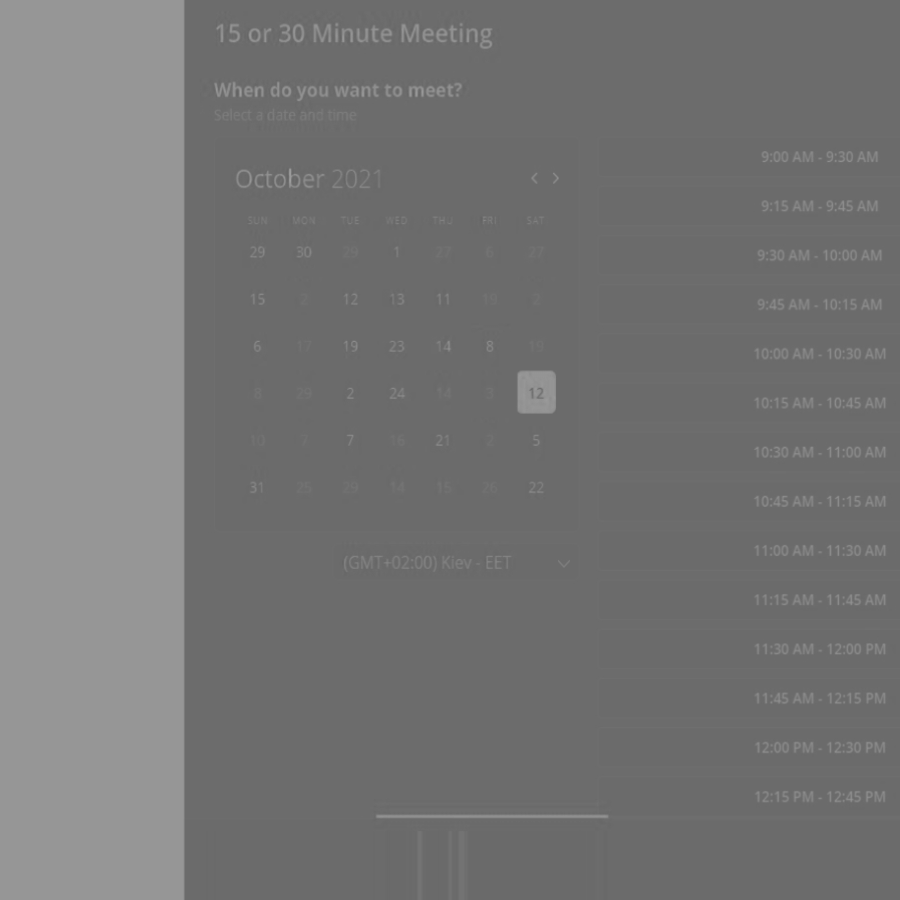 15 or 30 Minute Meeting
When do you want to meet?
Select a date and time
October 2021
SUN MON TUE WED THU FRI SAT
29 30 29 1 27 6 27
15 12 13 11 19
6 17 19 23 14 8 19
8 29 2 24 14 12
10 7 16 21 2 5
31 25 29 14 15 26 22
(GMT+02:00) Kiev - EET
9:00 AM - 9:30 AM
9:15 AM - 9:45 AM
9:30 AM - 10:00 AM
9:45 AM - 10:15 AM
10:00 AM - 10:30 AM
10:15 AM - 10:45 AM
10:30 AM - 11:00 AM
10:45 AM - 11:15 AM
11:00 AM - 11:30 AM
11:15 AM - 11:45 AM
11:30 AM - 12:00 PM
11:45 AM - 12:15 PM
12:00 PM - 12:30 PM
12:15 PM - 12:45 PM